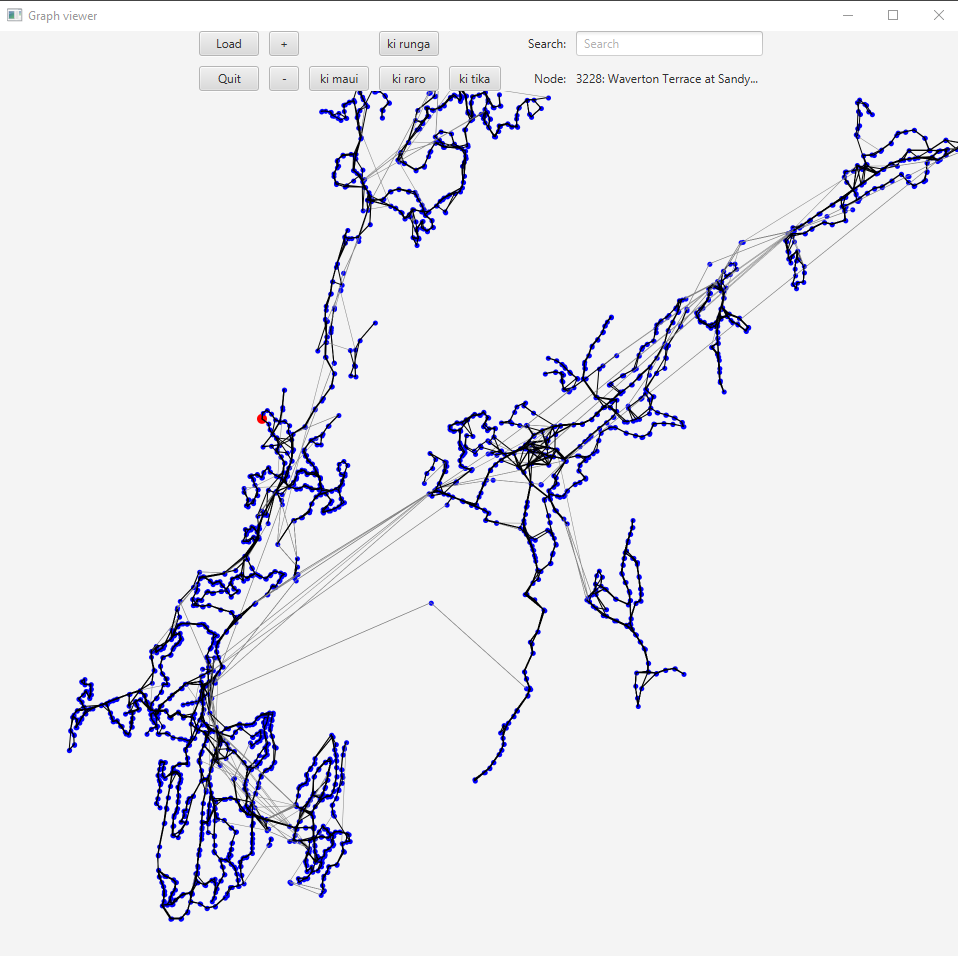 Graph viewer
Load + ki runga Search: Search
Quit - ki maui ki raro ki tika Node: 3228: Waverton Terrace at Sandy...